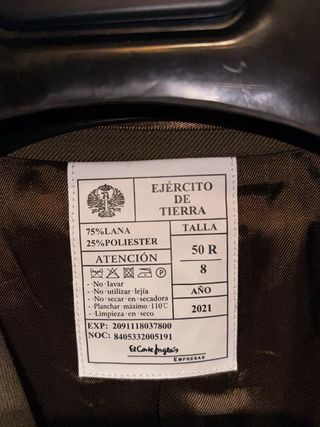 EJÉRCITO
DE
TIERRA
75%LANA
25%POLIESTER
TALLA
ATENCIÓN
50 R
8
- -No lavar
- -No utilizar lejía
- -No secar en secadora
- -Planchar máximo 110°C
- -Limpieza en seco
AÑO
2021
EXP: 2091118037800
NOC: 8405332005191
El Corte Inglés
EMPRESAS